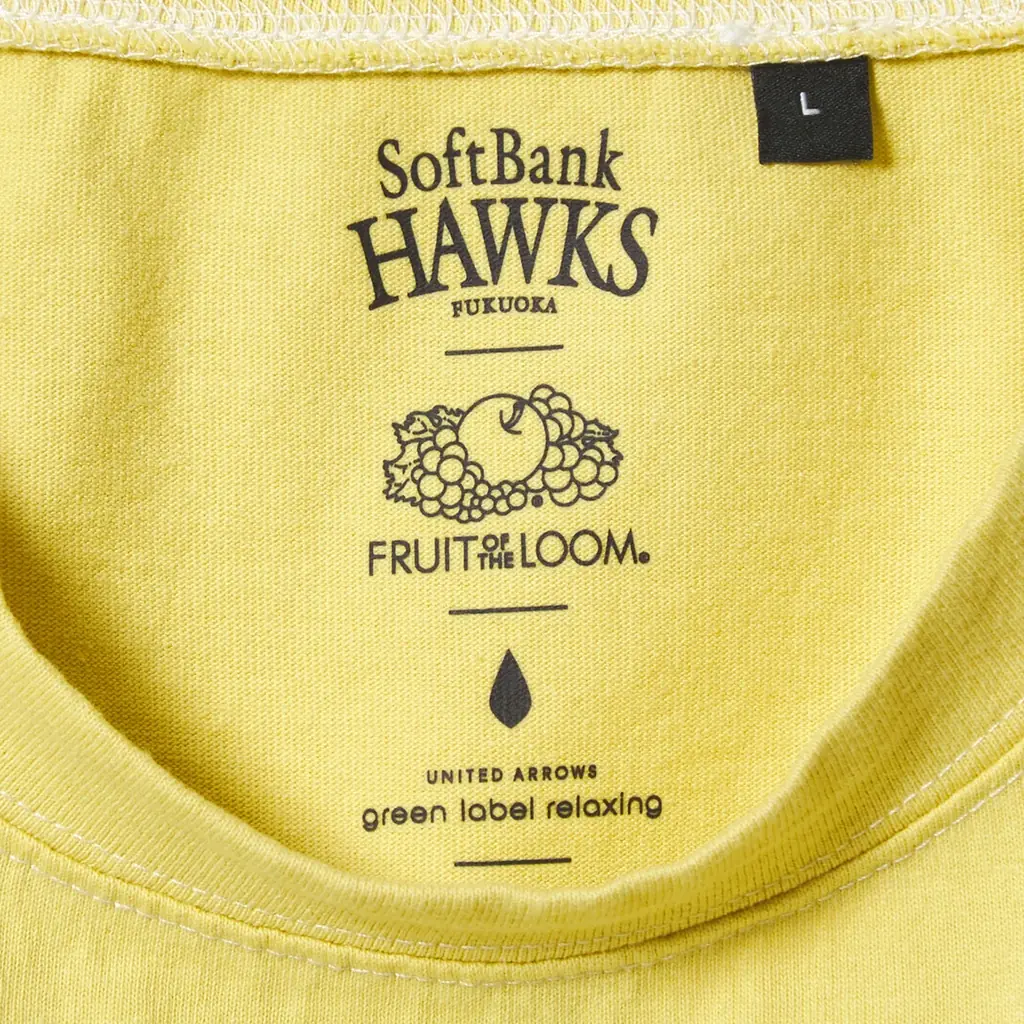 L
SoftBank
HAWKS
FUKUOKA
FRUIT OF THE LOOM®
UNITED ARROWS
green label relaxing